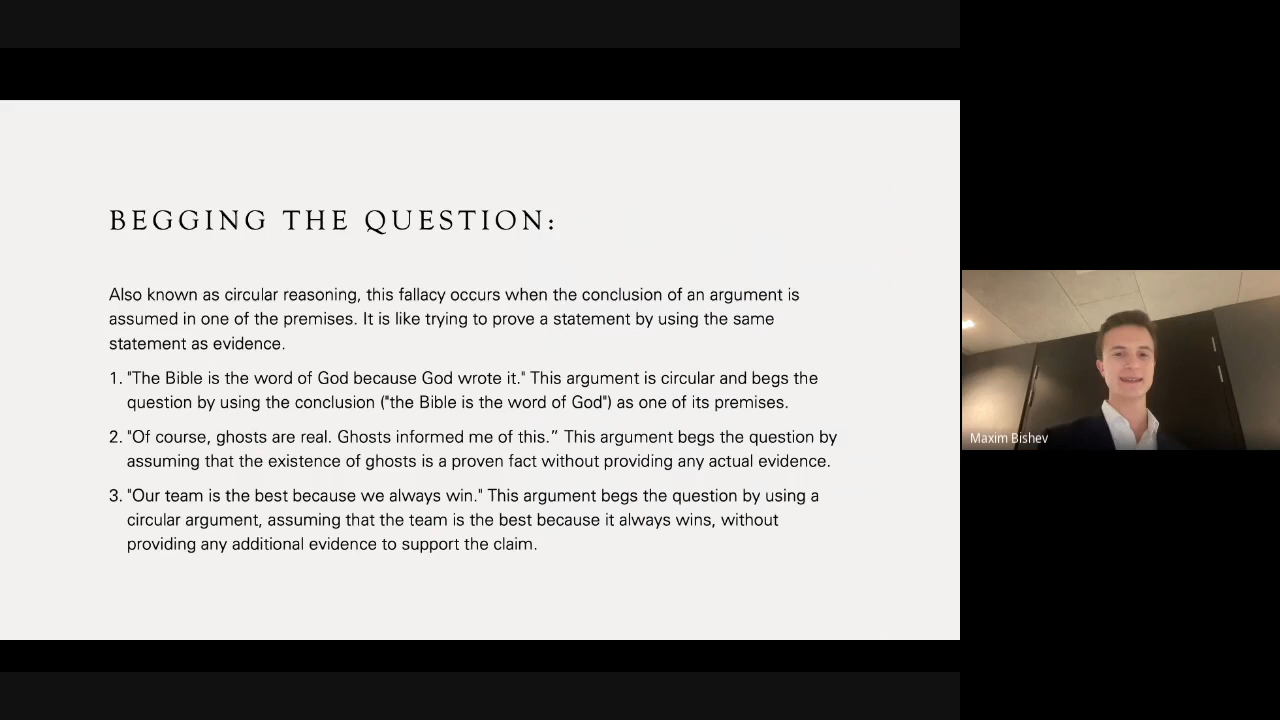 BEGGING THE QUESTION:
Also known as circular reasoning, this fallacy occurs when the conclusion of an argument is
assumed in one of the premises. It is like trying to prove a statement by using the same
statement as evidence.
1. "The Bible is the word of God because God wrote it." This argument is circular and begs the
question by using the conclusion ("the Bible is the word of God") as one of its premises.
2. "Of course, ghosts are real. Ghosts informed me of this.” This argument begs the question by
assuming that the existence of ghosts is a proven fact without providing any actual evidence.
3. "Our team is the best because we always win." This argument begs the question by using a
circular argument, assuming that the team is the best because it always wins, without
providing any additional evidence to support the claim.
Maxim Bishev